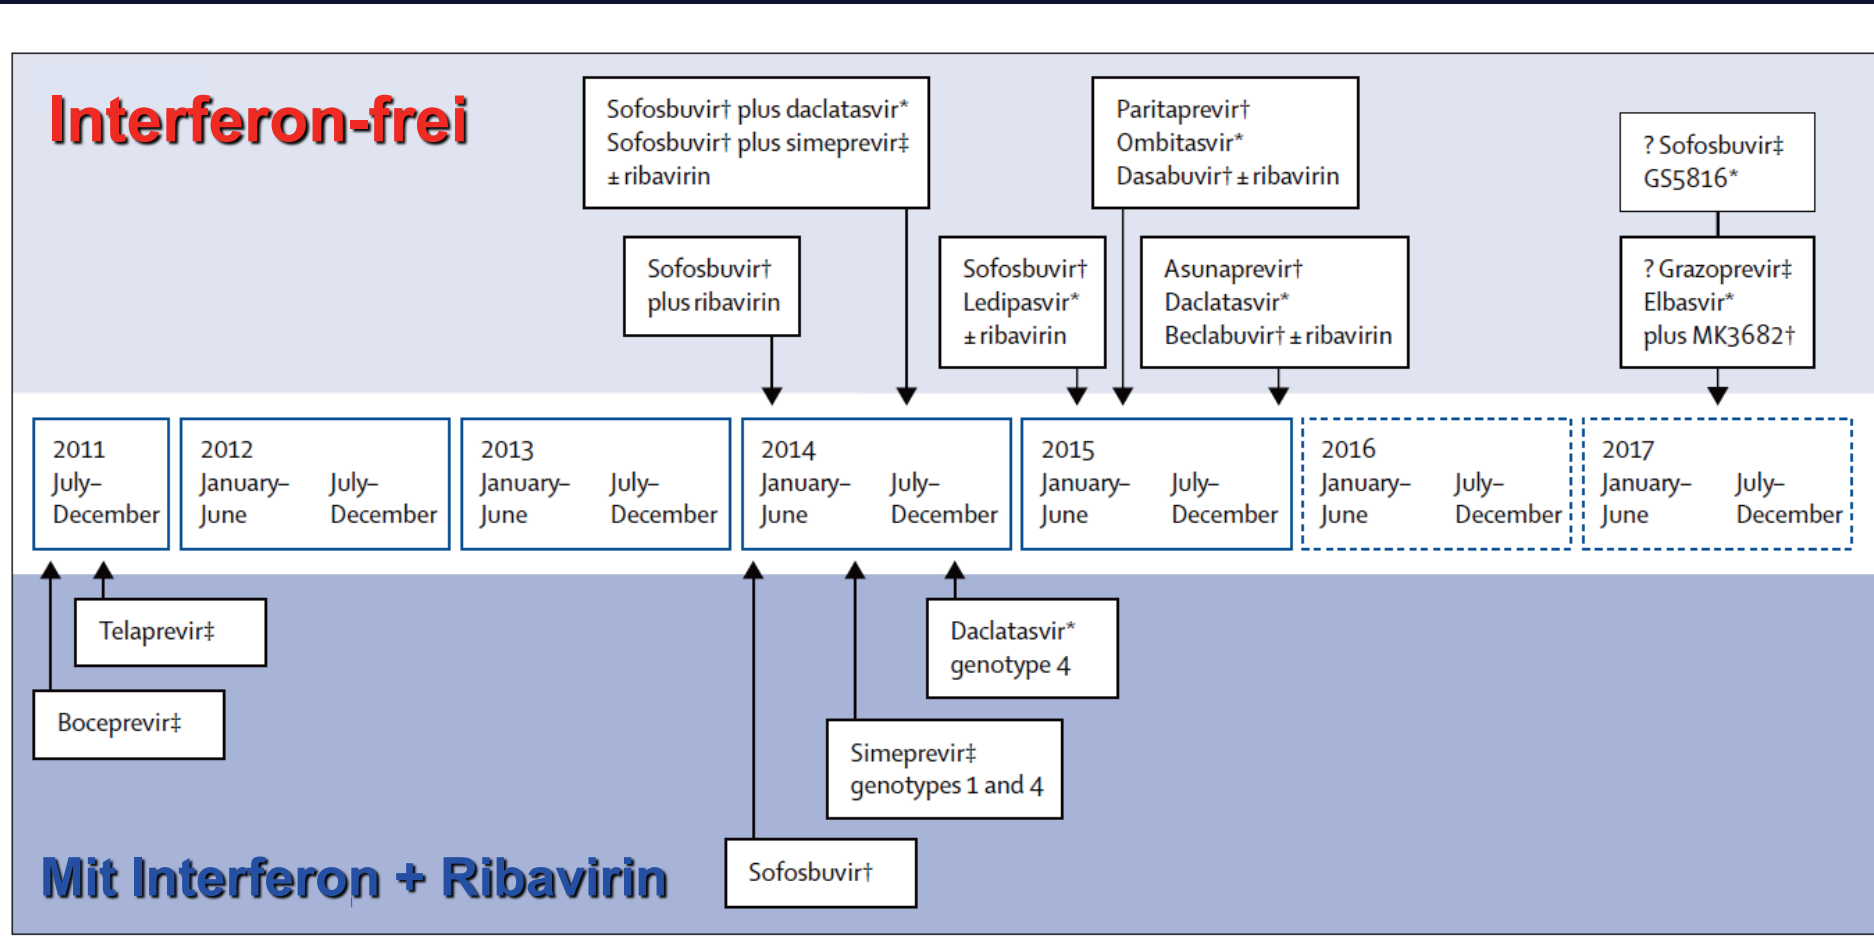 Interferon-frei
Sofosbuvir† plus daclatasvir*
Sofosbuvir† plus simeprevir‡
± ribavirin
Paritaprevir†
Ombitasvir*
Dasabuvir† ± ribavirin
? Sofosbuvir‡
GS5816*
Sofosbuvir†
plus ribavirin
Sofosbuvir†
Ledipasvir*
± ribavirin
Asunaprevir†
Daclatasvir*
Beclabuvir† ± ribavirin
? Grazoprevir‡
Elbasvir*
plus MK3682†
2011
July–
December
2012
January–
June
July–
December
2013
January–
June
July–
December
2014
January–
June
July–
December
2015
January–
June
July–
December
2016
January–
June
July–
December
2017
January–
June
July–
December
Telaprevir‡
Boceprevir‡
Daclatasvir*
genotype 4
Simeprevir‡
genotypes 1 and 4
Sofosbuvir†
Mit Interferon + Ribavirin